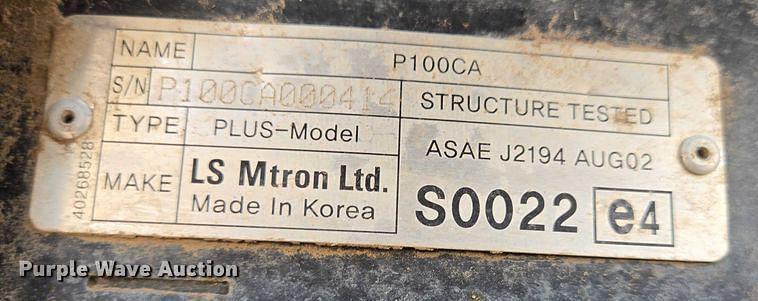 NAME P100CA
S/N P100CA000414 STRUCTURE TESTED
TYPE PLUS-Model ASAE J2194 AUG02
MAKE LS Mtron Ltd.
Made In Korea
S0022 e4
40268528
Purple Wave Auction